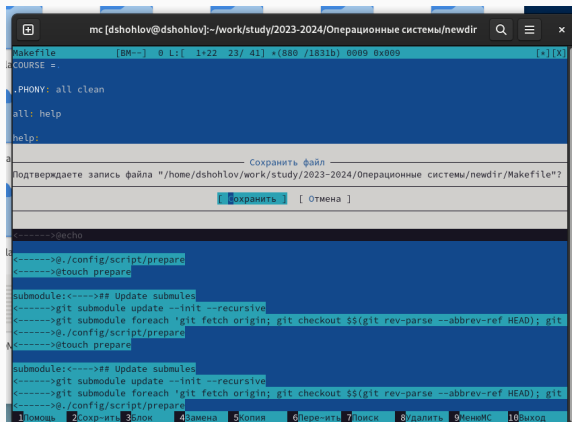 mc [dshohlov@dshohlov]:~/work/study/2023-2024/Операционные системы/newdir
Makefile [BM--] 0 L:[ 1+22 23/ 41] *(880 /1831b) 0009 0x009 [*][X]
COURSE =.
.PHONY: all clean
all: help
help:
Сохранить файл
Подтверждаете запись файла "/home/dshohlov/work/study/2023-2024/Операционные системы/newdir/Makefile"?
[ Сохранить ] [ Отмена ]
<------>@echo
<------>@./config/script/prepare
<------>@touch prepare
submodule:<---->## Update submules
<------>git submodule update --init --recursive
<------>git submodule foreach 'git fetch origin; git checkout $$(git rev-parse --abbrev-ref HEAD); git
<------>@./config/script/prepare
<------>@touch prepare
submodule:<---->## Update submules
<------>git submodule update --init --recursive
<------>git submodule foreach 'git fetch origin; git checkout $$(git rev-parse --abbrev-ref HEAD); git
<------>@./config/script/prepare
1Помощь 2Сохр~ить 3Блок 4Замена 5Копия 6Пере~ить 7Поиск 8Удалить 9МенюMC 10Выход